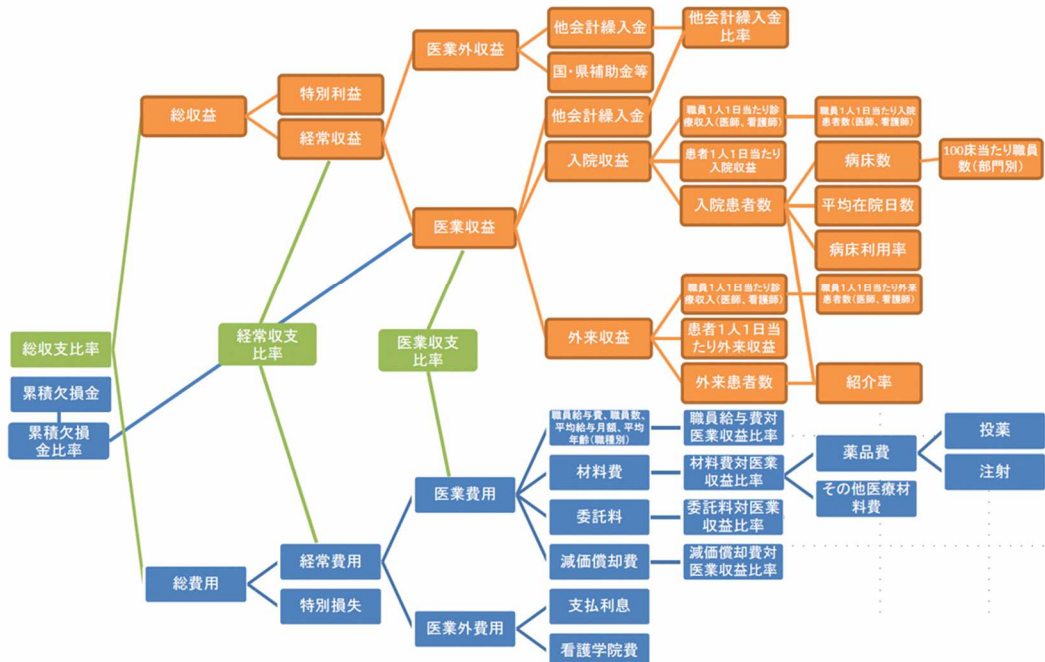 総収支比率
累積欠損金
累積欠損
金比率
総収益
総費用
特別利益
経常収益
経常収支
比率
経常費用
特別損失
医業外収益
医業収益
医業収支
比率
医業費用
医業外費用
他会計繰入金
国・県補助金等
他会計繰入金
入院収益
外来収益
職員給与費、職員数、
平均給与月額、平均
年齢(職種別)
材料費
委託料
減価償却費
支払利息
看護学院費
他会計繰入金
比率
職員1人1日当たり診
療収入(医師、看護師)
患者1人1日当たり
入院収益
入院患者数
職員1人1日当たり診
療収入(医師、看護師)
患者1人1日当
たり外来収益
外来患者数
職員給与費対
医業収益比率
材料費対医業
収益比率
委託料対医業
収益比率
減価償却費対
医業収益比率
職員1人1日当たり入院
患者数(医師、看護師)
病床数
平均在院日数
病床利用率
職員1人1日当たり外来
患者数(医師、看護師)
紹介率
薬品費
その他医療材
料費
100床当たり職員
数(部門別)
投薬
注射